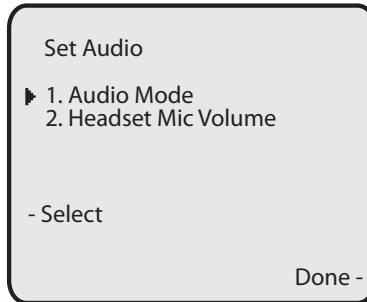 Set Audio
1. Audio Mode
2. Headset Mic Volume
- Select
Done -